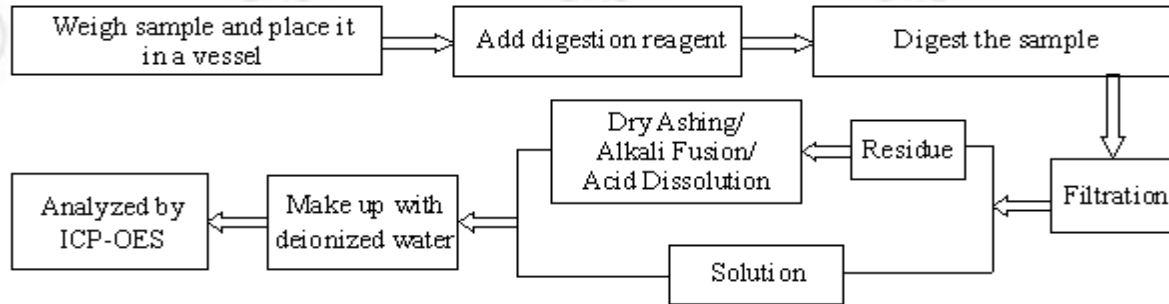 Weigh sample and place it
in a vessel
Add digestion reagent
Digest the sample
Dry Ashing/
Alkali Fusion/
Acid Dissolution
Residue
Filtration
Analyzed by
ICP-OES
Make up with
deionized water
Solution